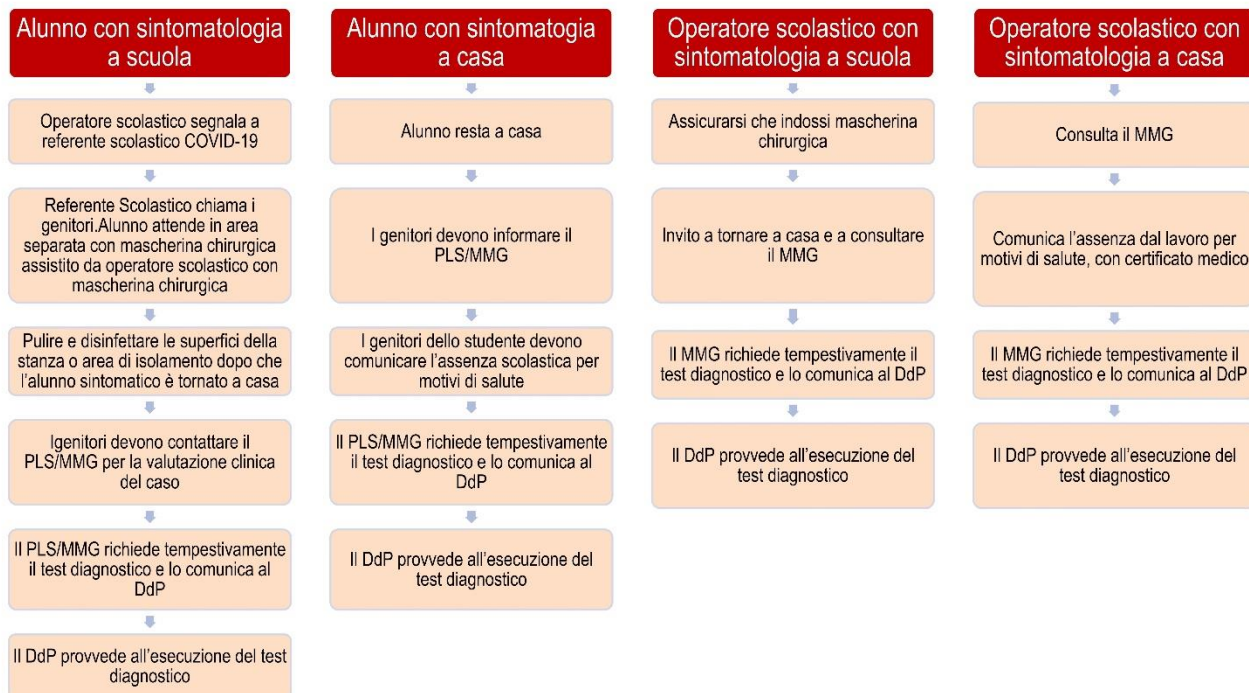 Alunno con sintomatologia
a scuola
Operatore scolastico segnala a
referente scolastico COVID-19
Referente Scolastico chiama i
genitori.Alunno attende in area
separata con mascherina chirurgica
assistito da operatore scolastico con
mascherina chirurgica
Pulire e disinfettare le superfici della
stanza o area di isolamento dopo che
l'alunno sintomatico è tornato a casa
Igenitori devono contattare il
PLS/MMG per la valutazione clinica
del caso
Il PLS/MMG richiede tempestivamente
il test diagnostico e lo comunica al
DdP
Il DdP provvede all'esecuzione del test
diagnostico
Alunno con sintomatogia
a casa
Alunno resta a casa
I genitori devono informare il
PLS/MMG
I genitori dello studente devono
comunicare l'assenza scolastica per
motivi di salute
Il PLS/MMG richiede tempestivamente
il test diagnostico e lo comunica al
DdP
Il DdP provvede all'esecuzione del
test diagnostico
Operatore scolastico con
sintomatologia a scuola
Assicurarsi che indossi mascherina
chirurgica
Invito a tornare a casa e a consultare
il MMG
Il MMG richiede tempestivamente il
test diagnostico e lo comunica al DdP
Il DdP provvede all'esecuzione del
test diagnostico
Operatore scolastico con
sintomatologia a casa
Consulta il MMG
Comunica l'assenza dal lavoro per
motivi di salute, con certificato medico
Il MMG richiede tempestivamente il
test diagnostico e lo comunica al DdP
Il DdP provvede all'esecuzione del
test diagnostico